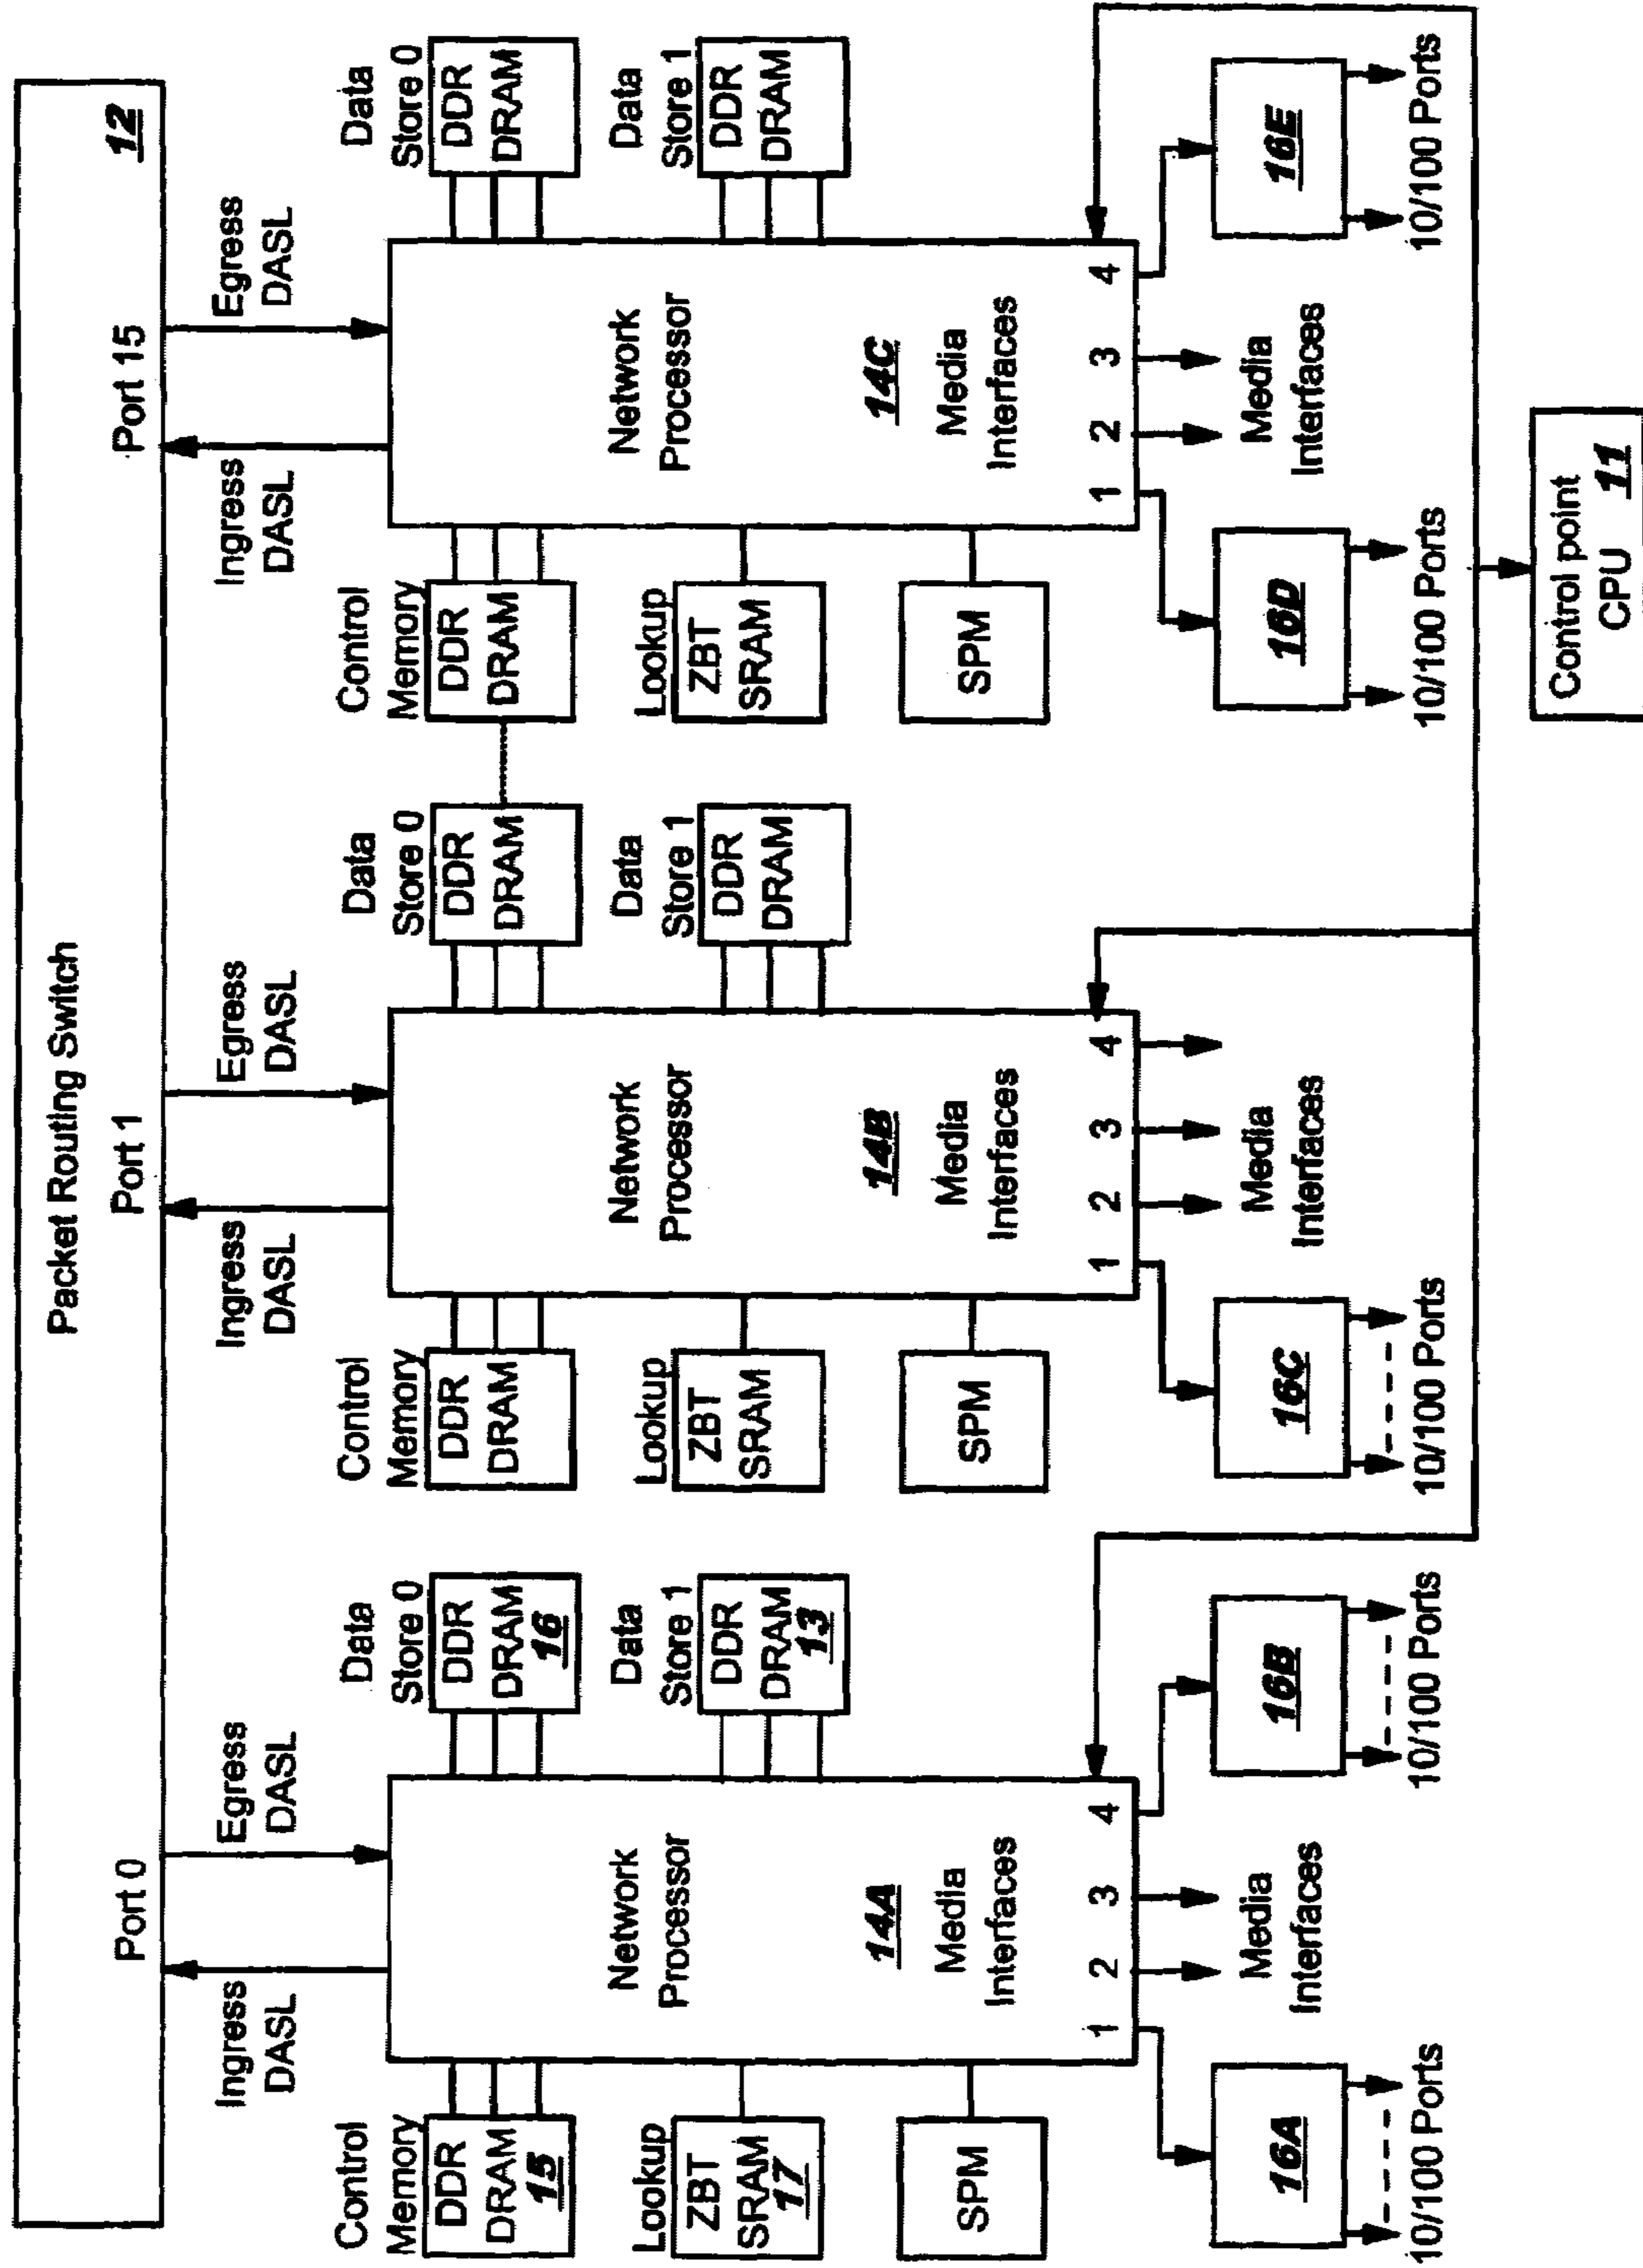 Packet Routing Switch
12
Port 0
Port 1
Port 15
Ingress
DASL
Egress
DASL
Ingress
DASL
Egress
DASL
Ingress
DASL
Egress
DASL
Control
Memory
DDR
DRAM
15
Lookup
ZBT
SRAM
17
SPM
Network
Processor
14A
Media
Interfaces
1 2 3 4
Data
Store 0
DDR
DRAM
16
Data
Store 1
DDR
DRAM
13
16A
10/100 Ports
Media
Interfaces
16B
10/100 Ports
Control
Memory
DDR
DRAM
Lookup
ZBT
SRAM
SPM
Network
Processor
14B
Media
Interfaces
1 2 3 4
Data
Store 0
DDR
DRAM
Data
Store 1
DDR
DRAM
16C
10/100 Ports
Media
Interfaces
Control
Memory
DDR
DRAM
Lookup
ZBT
SRAM
SPM
Network
Processor
14C
Media
Interfaces
1 2 3 4
Data
Store 0
DDR
DRAM
Data
Store 1
DDR
DRAM
16D
10/100 Ports
Media
Interfaces
16E
10/100 Ports
Control point
CPU 11